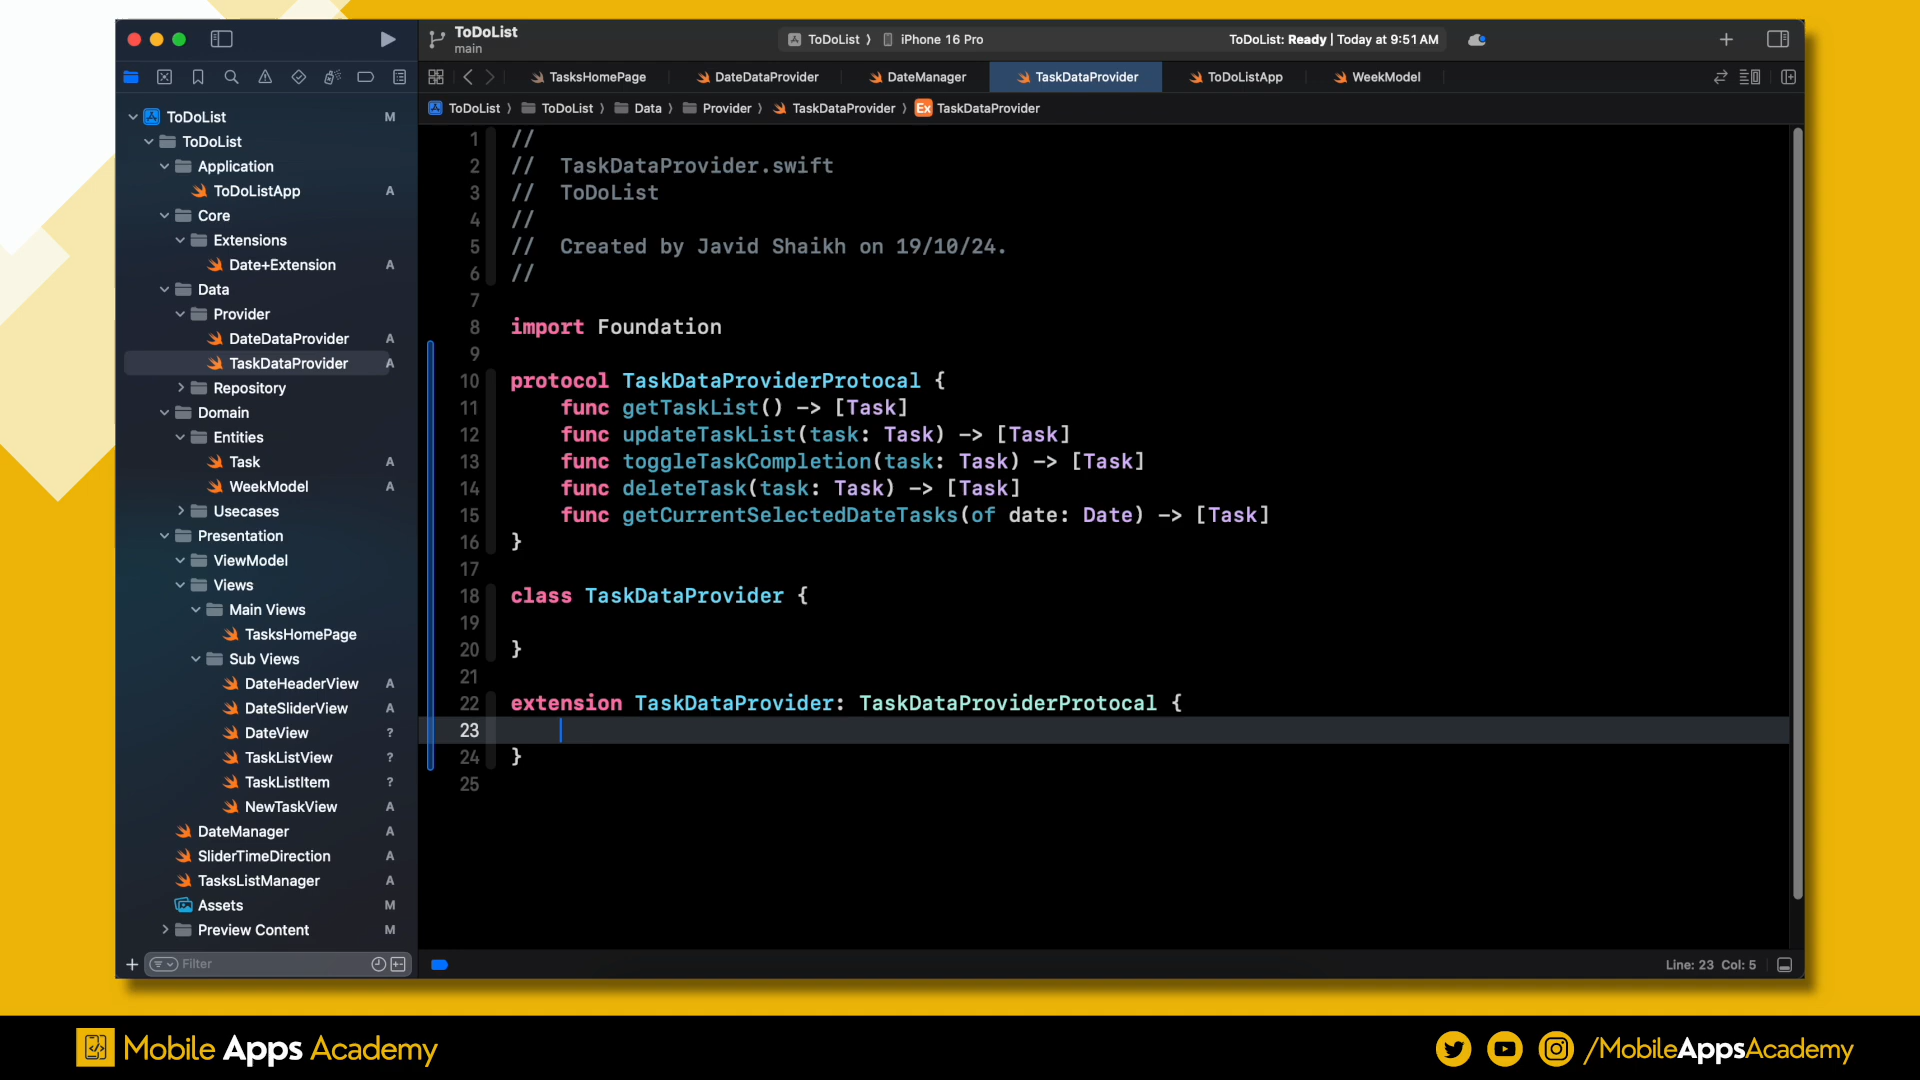 ToDoList
main
ToDoList
iPhone 16 Pro
ToDoList: Ready | Today at 9:51 AM
TasksHomePage
DateDataProvider
DateManager
TaskDataProvider
ToDoListApp
WeekModel
ToDoList
ToDoList
Data
Provider
TaskDataProvider
Ex TaskDataProvider
ToDoList M
ToDoList
Application
ToDoListApp A
Core
Extensions
Date+Extension A
Data
Provider
DateDataProvider A
TaskDataProvider A
Repository
Domain
Entities
Task A
WeekModel A
Usecases
Presentation
ViewModel
Views
Main Views
TasksHomePage
Sub Views
DateHeaderView A
DateSliderView A
DateView ?
TaskListView ?
TaskListItem ?
NewTaskView A
DateManager A
SliderTimeDirection A
TasksListManager A
Assets M
Preview Content M
Filter
1 //
2 //  TaskDataProvider.swift
3 //  ToDoList
4 //
5 //  Created by Javid Shaikh on 19/10/24.
6 //
7
8 import Foundation
9
10 protocol TaskDataProviderProtocal {
11     func getTaskList() -> [Task]
12     func updateTaskList(task: Task) -> [Task]
13     func toggleTaskCompletion(task: Task) -> [Task]
14     func deleteTask(task: Task) -> [Task]
15     func getCurrentSelectedDateTasks(of date: Date) -> [Task]
16 }
17
18 class TaskDataProvider {
19
20 }
21
22 extension TaskDataProvider: TaskDataProviderProtocal {
23
24 }
25
Line: 23 Col: 5
Mobile Apps Academy
/MobileAppsAcademy